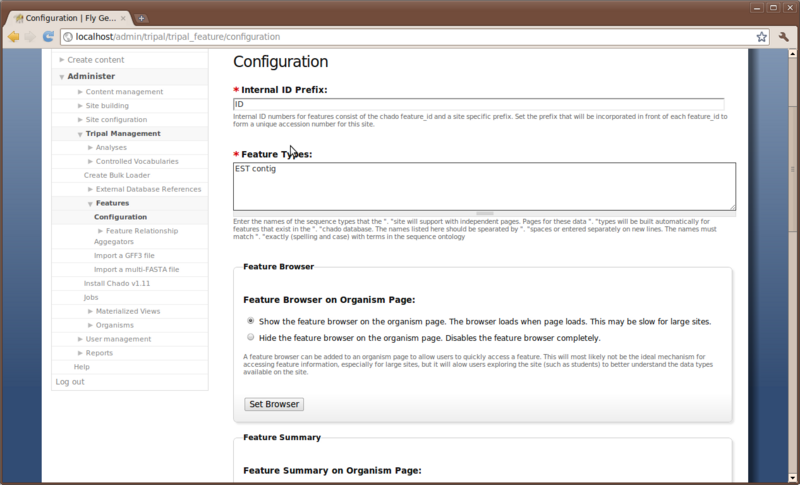 Configuration | Fly Ge...
localhost/admin/tripal/tripal_feature/configuration
Create content
Administer
Content management
Site building
Site configuration
Tripal Management
Analyses
Controlled Vocabularies
Create Bulk Loader
External Database References
Features
Configuration
Feature Relationship
Aggegators
Import a GFF3 file
Import a multi-FASTA file
Install Chado v1.11
Jobs
Materialized Views
Organisms
User management
Reports
Help
Log out
Configuration
* Internal ID Prefix:
ID
Internal ID numbers for features consist of the chado feature_id and a site specific prefix. Set the prefix that will be incorporated in front of each feature_id to
form a unique accession number for this site.
* Feature Types:
EST contig
Enter the names of the sequence types that the ". "site will support with independent pages. Pages for these data ". "types will be built automatically for
features that exist in the ". "chado database. The names listed here should be spearated by ". "spaces or entered separately on new lines. The names must
match ". "exactly (spelling and case) with terms in the sequence ontology
Feature Browser
Feature Browser on Organism Page:
Show the feature browser on the organism page. The browser loads when page loads. This may be slow for large sites.
Hide the feature browser on the organism page. Disables the feature browser completely.
A feature browser can be added to an organism page to allow users to quickly access a feature. This will most likely not be the ideal mechanism for
accessing feature information, especially for large sites, but it will alow users exploring the site (such as students) to better understand the data types
available on the site.
Set Browser
Feature Summary
Feature Summary on Organism Page: